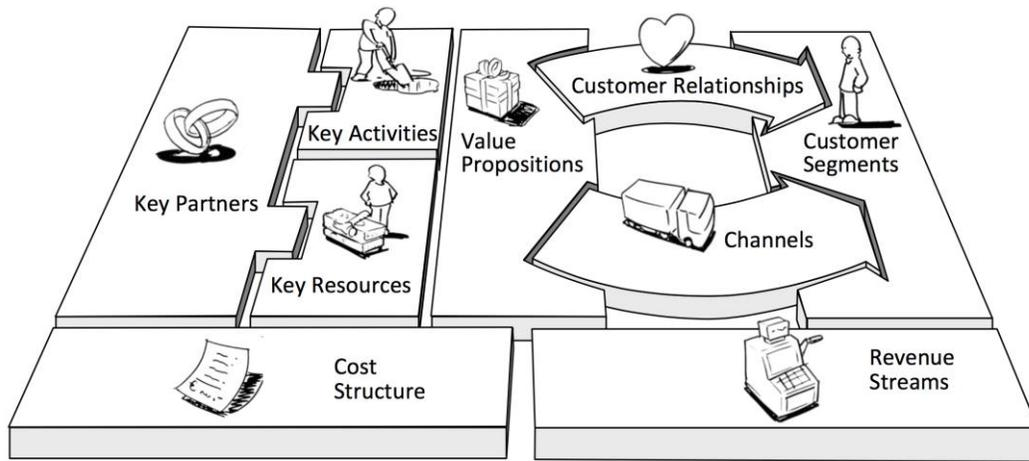 Customer Relationships
Key Activities
Value
Propositions
Customer
Segments
Key Partners
Channels
Key Resources
Cost
Structure
Revenue
Streams